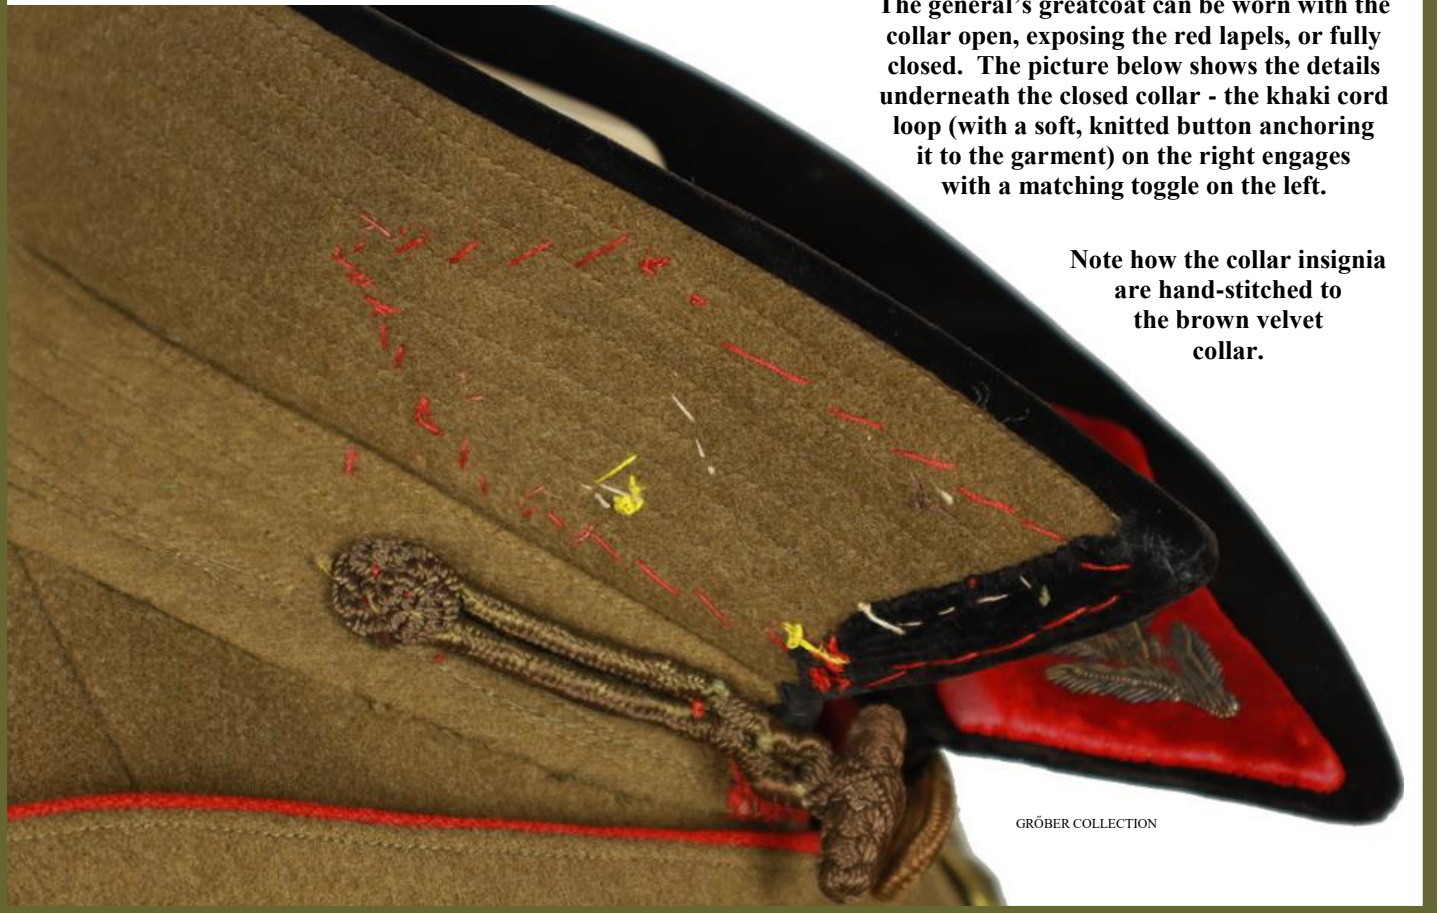 The general's greatcoat can be worn with the
collar open, exposing the red lapels, or fully
closed.  The picture below shows the details
underneath the closed collar - the khaki cord
loop (with a soft, knitted button anchoring
it to the garment) on the right engages
with a matching toggle on the left.
Note how the collar insignia
are hand-stitched to
the brown velvet
collar.
GRÖBER COLLECTION